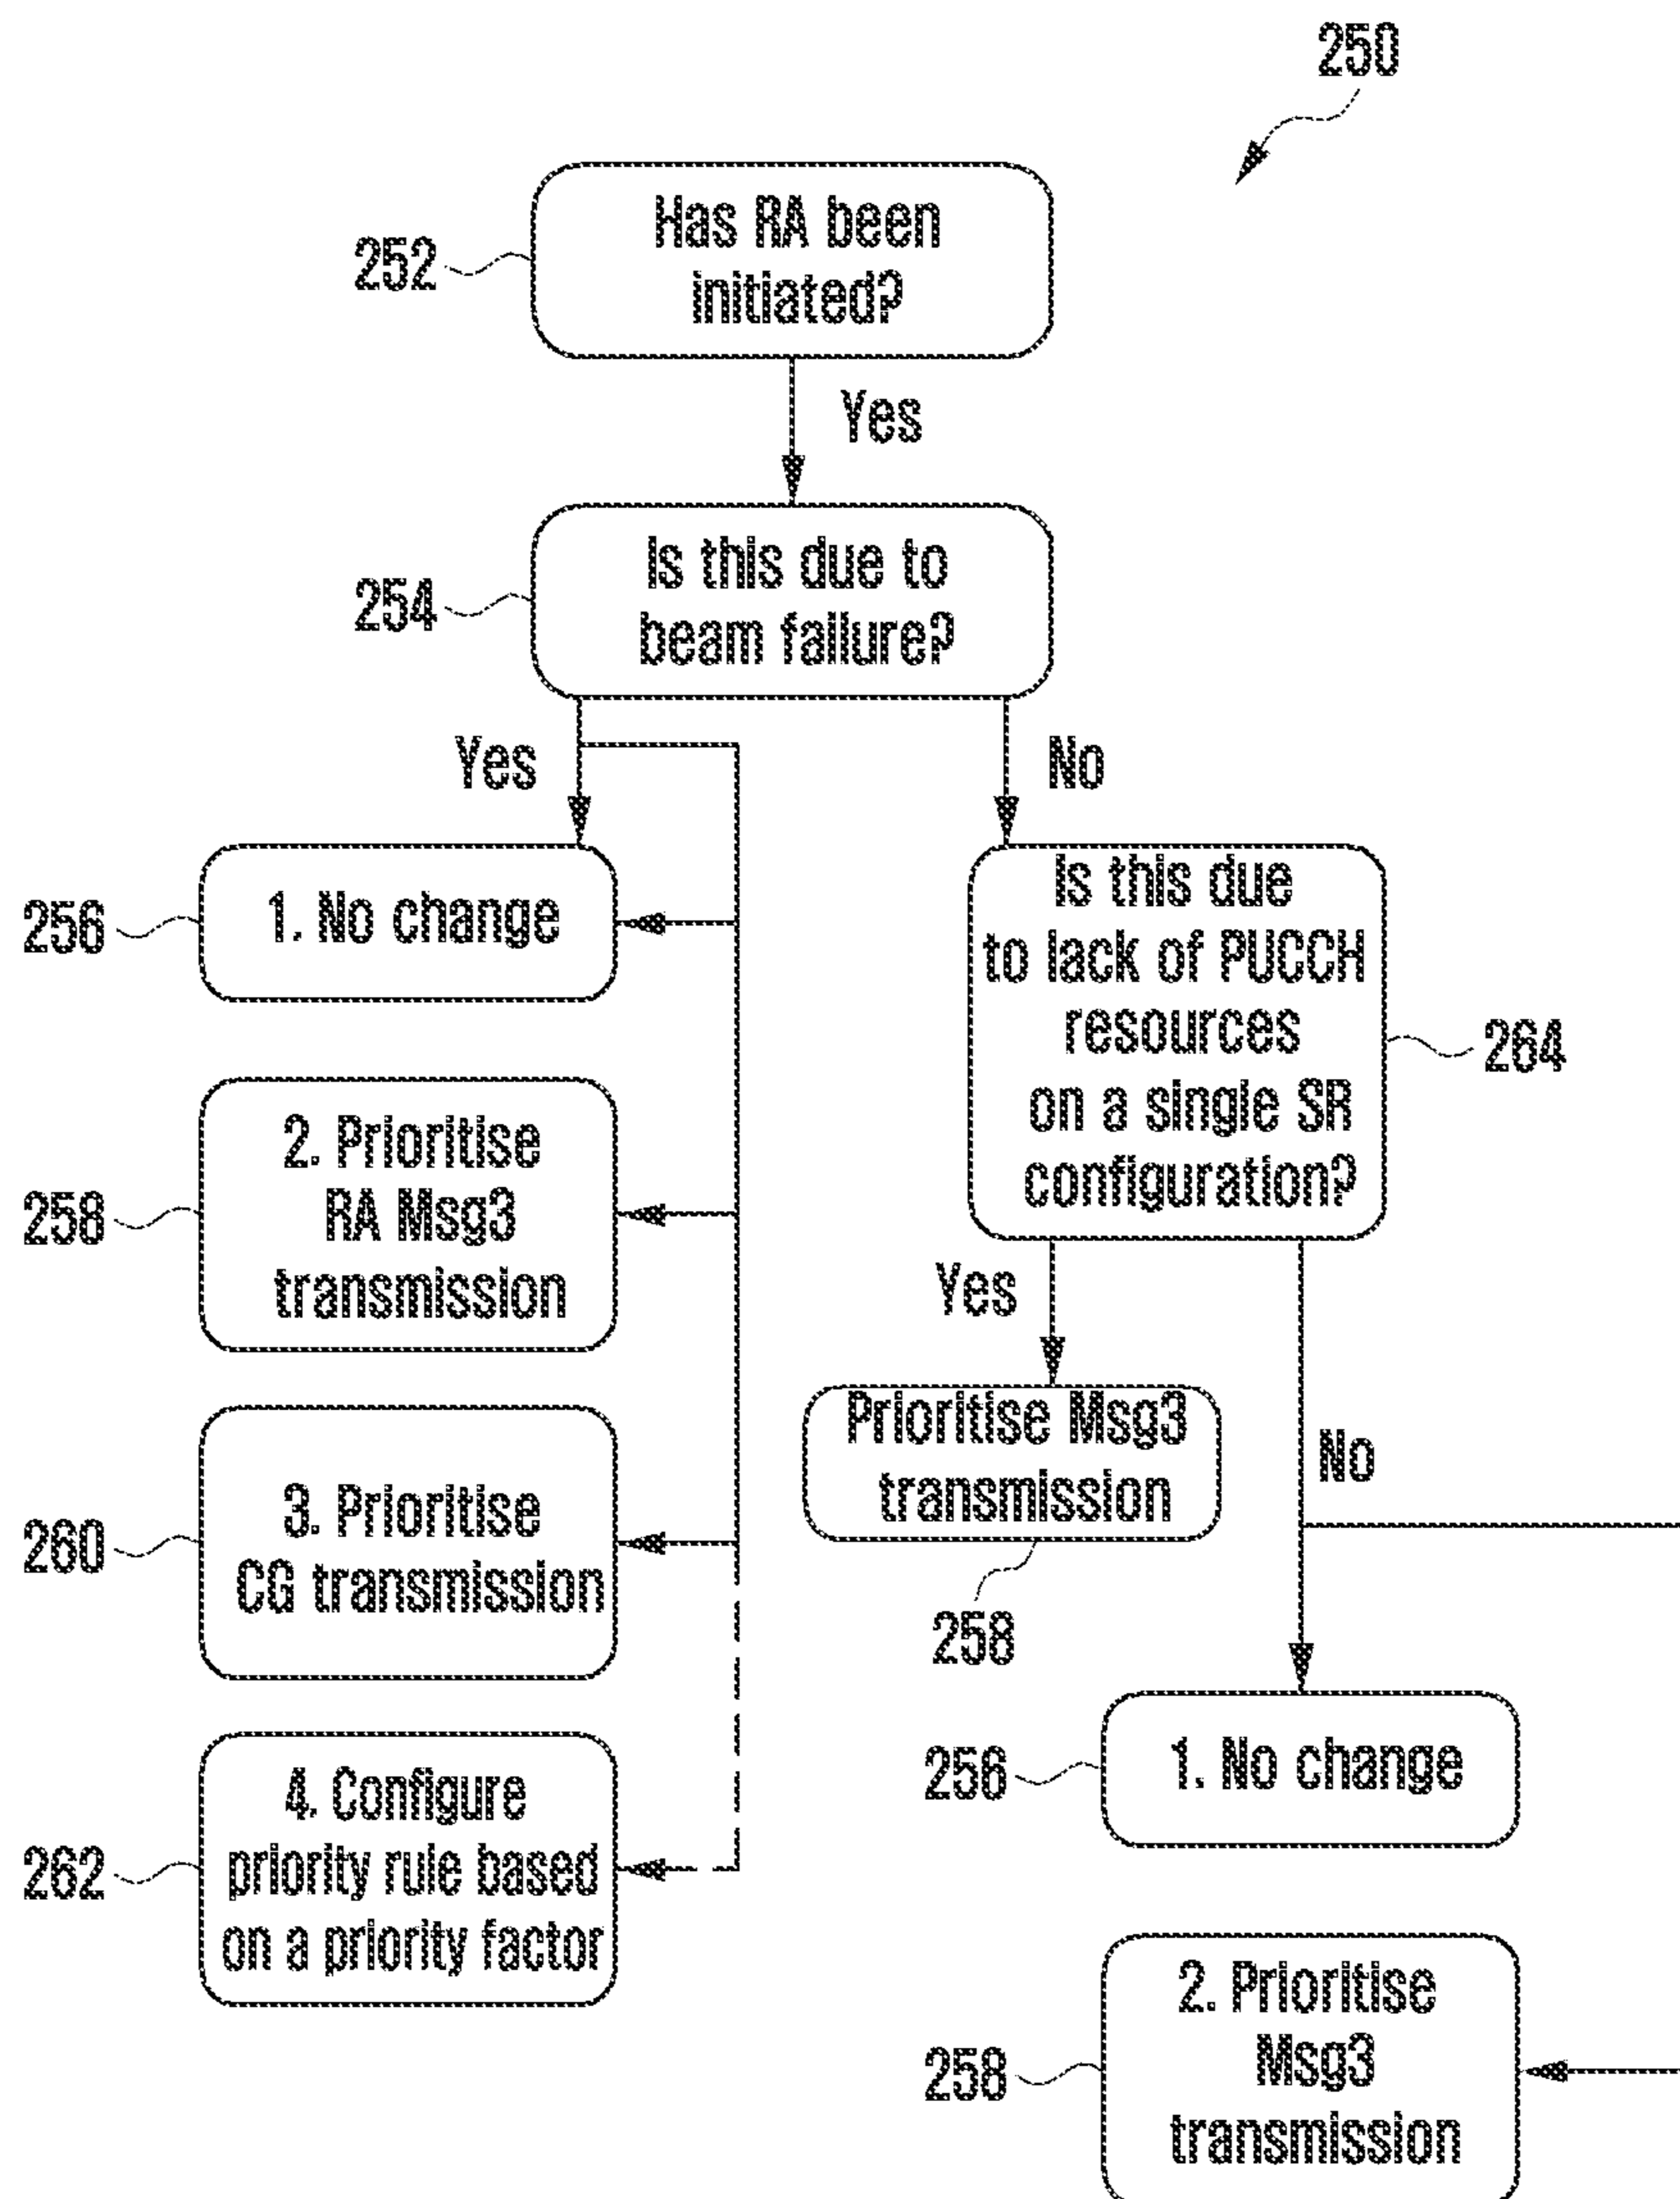 250
252
Has RA been
initiated?
Yes
254
Is this due to
beam failure?
Yes
No
256
1. No change
258
2. Prioritise
RA Msg3
transmission
260
3. Prioritise
CG transmission
262
4. Configure
priority rule based
on a priority factor
Is this due
to lack of PUCCH
resources
on a single SR
configuration?
264
Yes
No
Prioritise Msg3
transmission
258
256
1. No change
258
2. Prioritise
Msg3
transmission